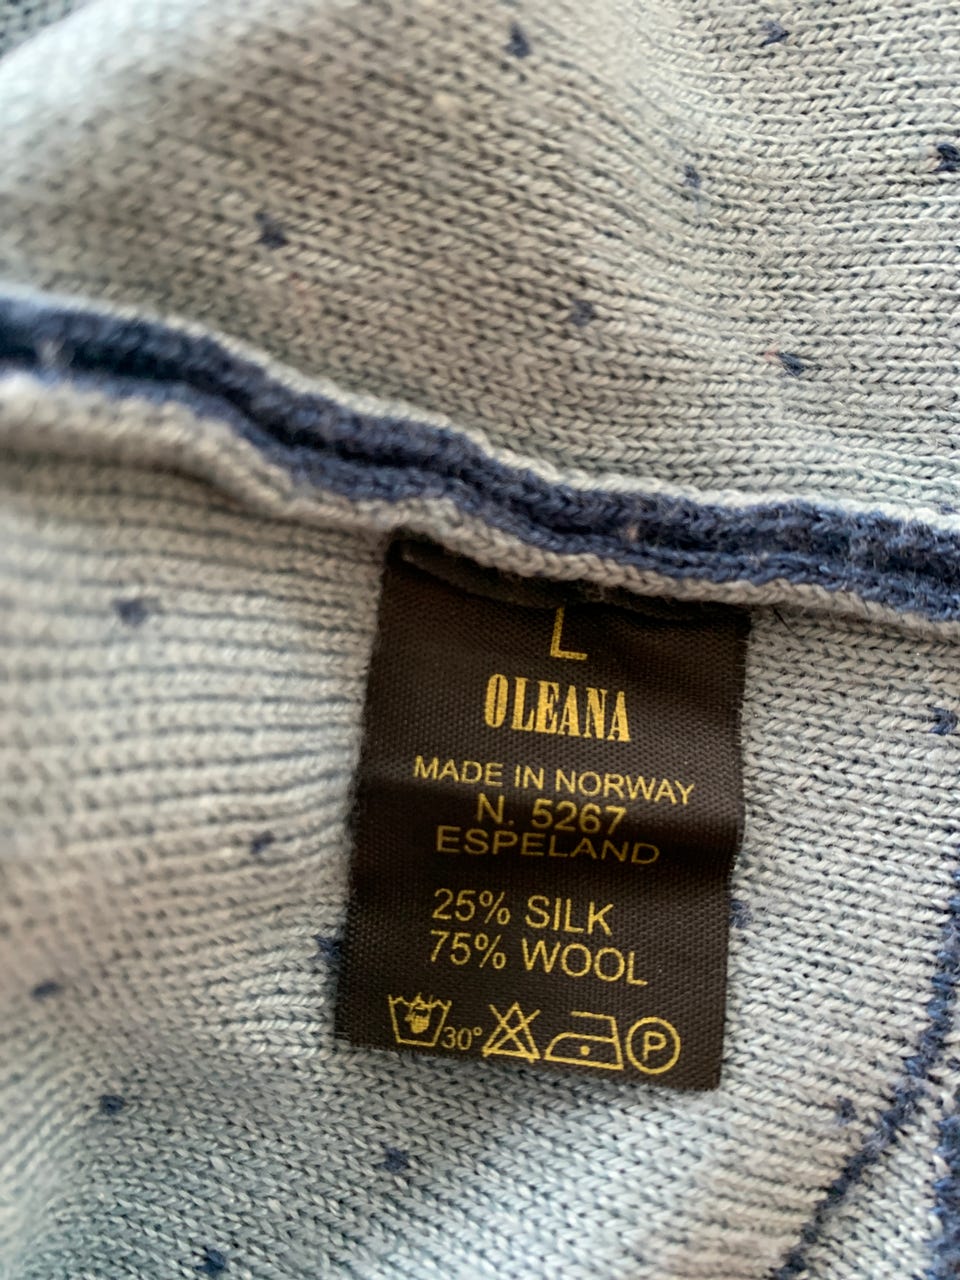 L
OLEANA
MADE IN NORWAY
N. 5267
ESPELAND
25% SILK
75% WOOL
30° P